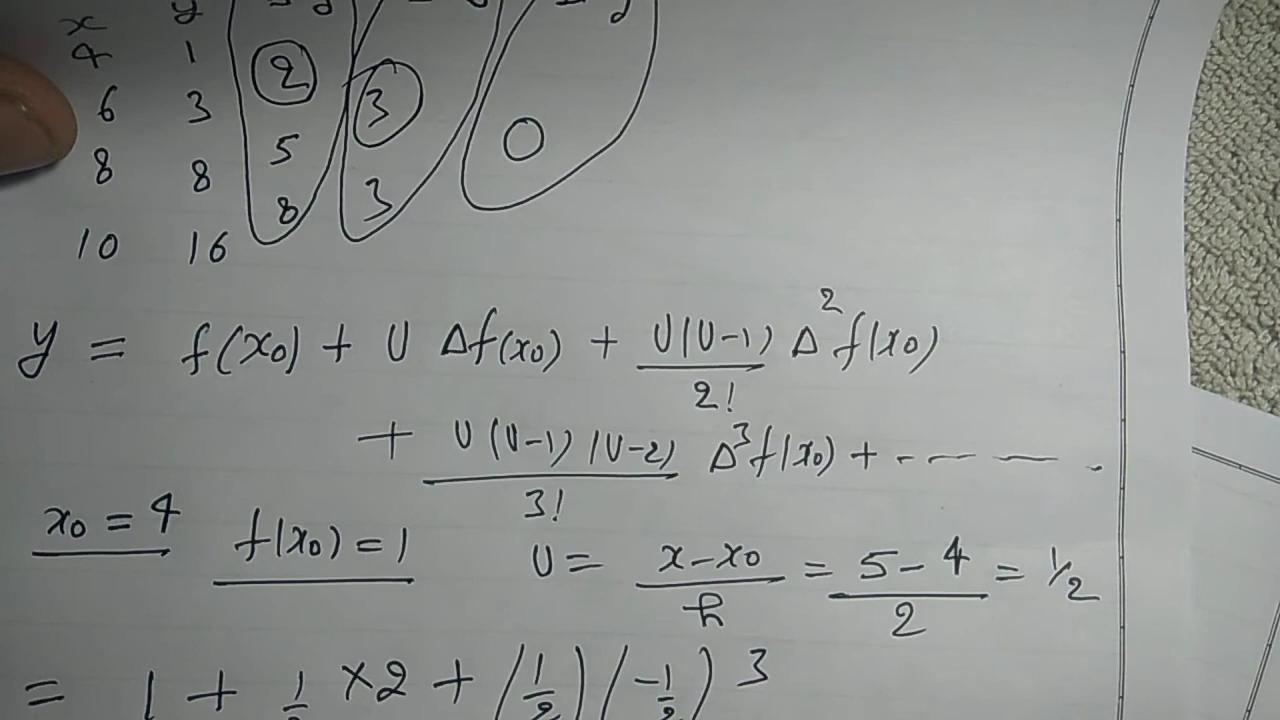 x y
4 1
2
6 3 3
5 0
8 8
8 3
10 16
y = f(x₀) + U Δf(x₀) + U(U-1)/2! Δ²f(x₀)
+ U(U-1)(U-2)/3! Δ³f(x₀) + - - - - .
x₀ = 4 f(x₀) = 1 U = x-x₀/h = 5-4/2 = 1/2
= 1 + 1/2 ×2 + (1/2)(-1/2) 3